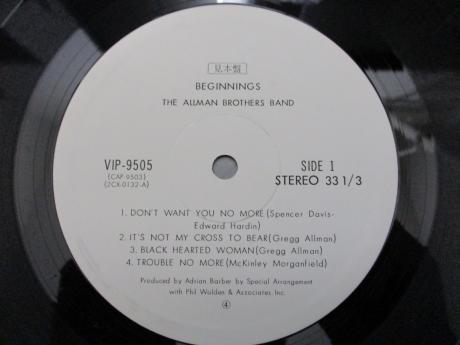 見本盤
BEGINNINGS
THE ALLMAN BROTHERS BAND
VIP-9505
(CAP-9503)
(2CX-0132-A)
SIDE 1
STEREO 33 1/3
1. DON'T WANT YOU NO MORE(Spencer Davis-
Edward Hardin)
2. IT'S NOT MY CROSS TO BEAR(Gregg Allman)
3. BLACK HEARTED WOMAN(Gregg Allman)
4. TROUBLE NO MORE(McKinley Morganfield)
Produced by Adrian Barber by Special Arrangement
with Phil Walden & Associates. Inc.
④